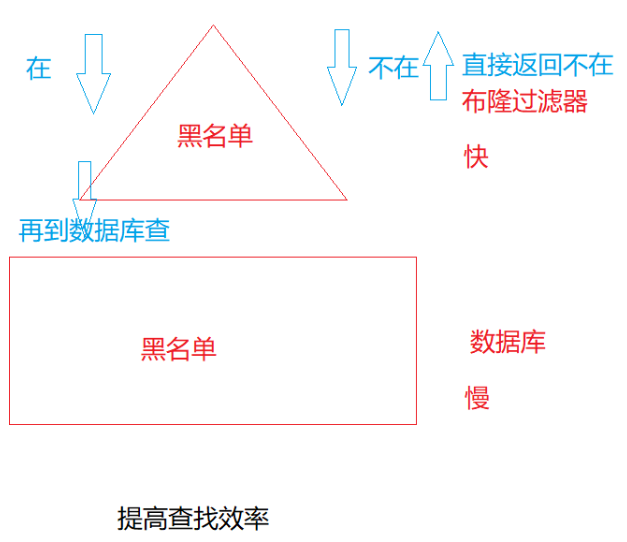 在
不在
直接返回不在
布隆过滤器
黑名单
快
再到数据库查
黑名单
数据库
慢
提高查找效率